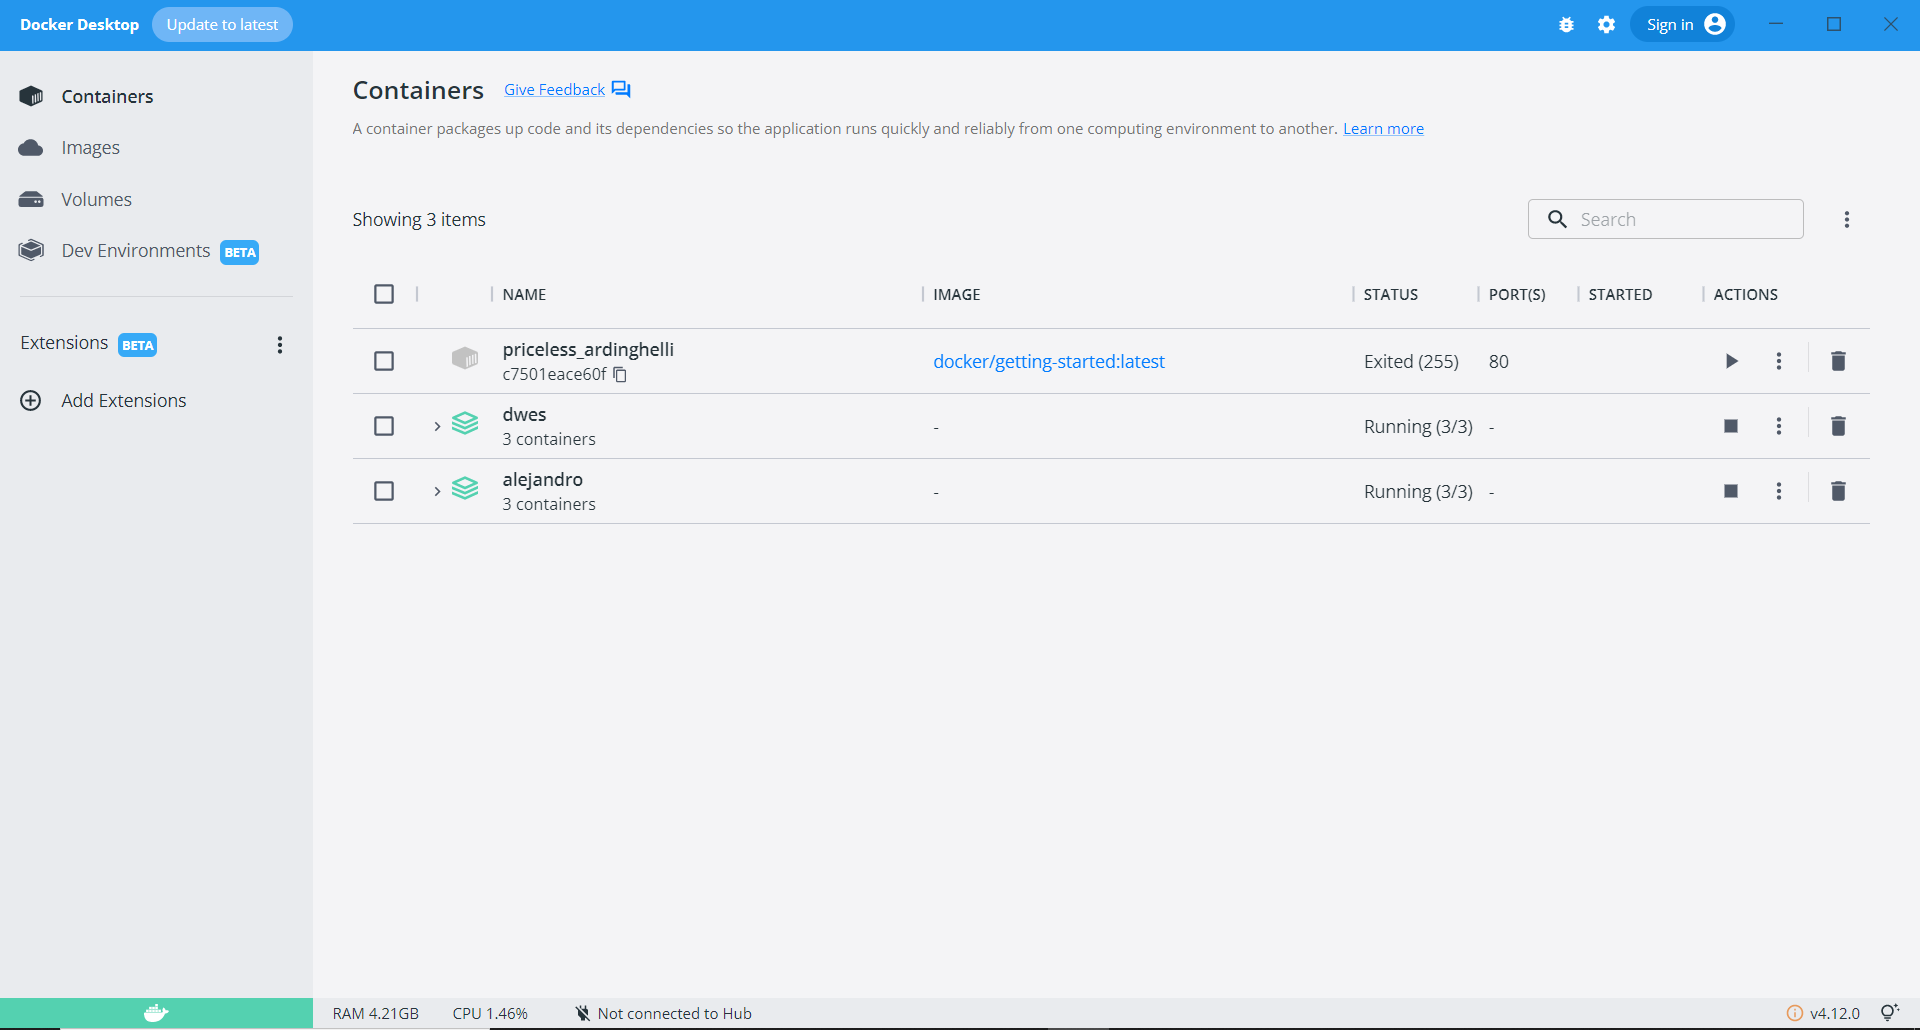 Docker Desktop Update to latest Sign in
Containers
Images
Volumes
Dev Environments BETA
Extensions BETA
Add Extensions
Containers Give Feedback
A container packages up code and its dependencies so the application runs quickly and reliably from one computing environment to another. Learn more
Showing 3 items Search
NAME IMAGE STATUS PORT(S) STARTED ACTIONS
priceless_ardinghelli docker/getting-started:latest Exited (255) 80
c7501eace60f
dwes - Running (3/3) -
3 containers
alejandro - Running (3/3) -
3 containers
RAM 4.21GB CPU 1.46% Not connected to Hub v4.12.0